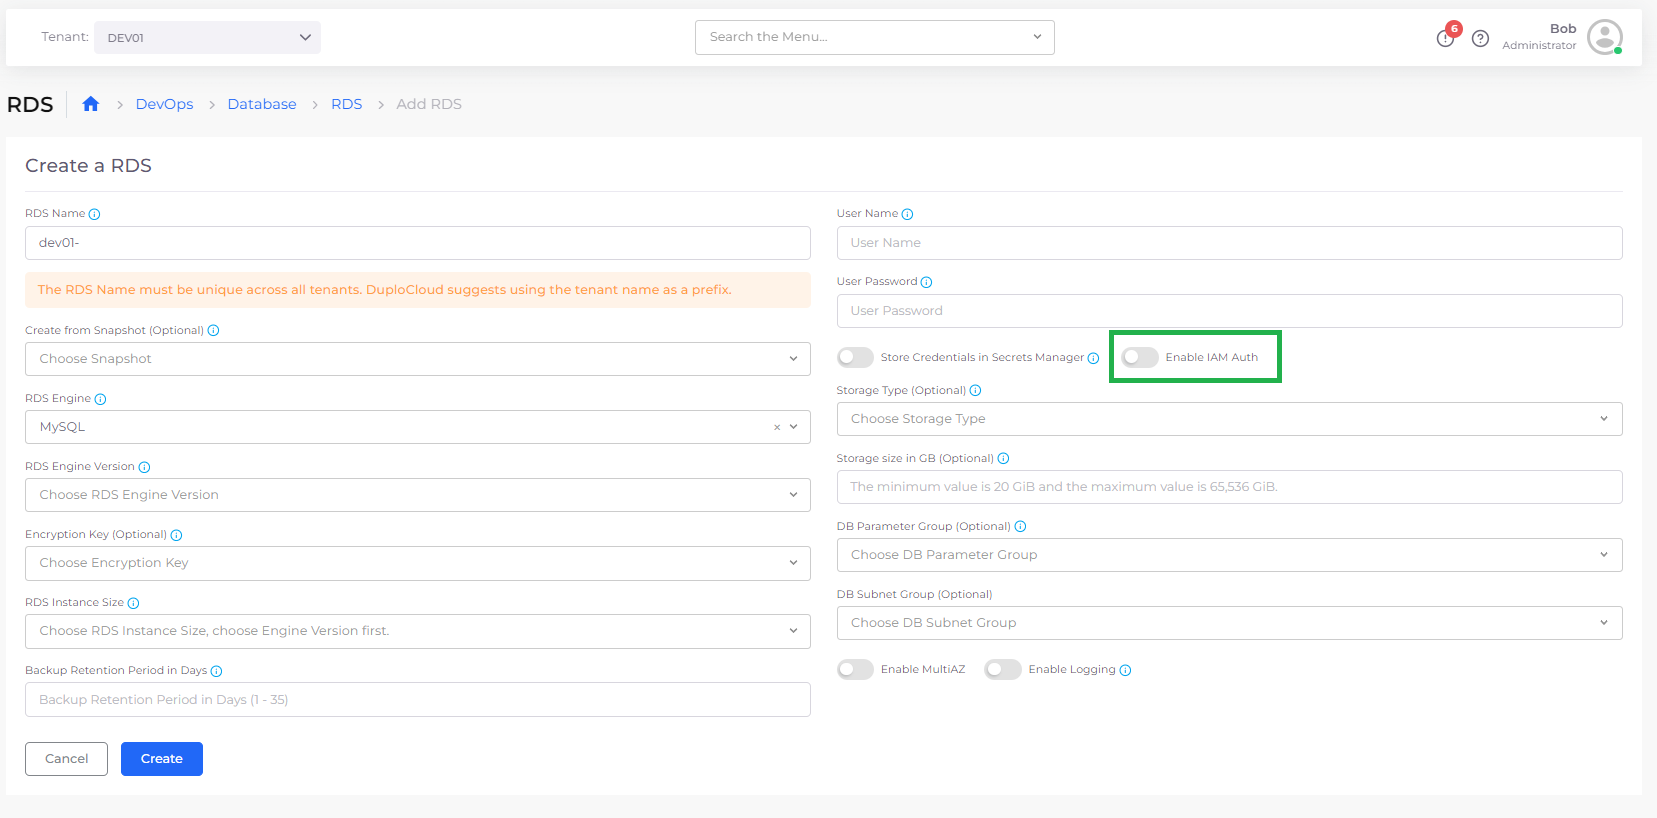 Tenant: DEV01
Search the Menu...
6
Bob
Administrator
RDS > DevOps > Database > RDS > Add RDS
Create a RDS
RDS Name
dev01-
The RDS Name must be unique across all tenants. DuploCloud suggests using the tenant name as a prefix.
Create from Snapshot (Optional)
Choose Snapshot
RDS Engine
MySQL ×
RDS Engine Version
Choose RDS Engine Version
Encryption Key (Optional)
Choose Encryption Key
RDS Instance Size
Choose RDS Instance Size, choose Engine Version first.
Backup Retention Period in Days
Backup Retention Period in Days (1 - 35)
User Name
User Name
User Password
User Password
Store Credentials in Secrets Manager
Enable IAM Auth
Storage Type (Optional)
Choose Storage Type
Storage size in GB (Optional)
The minimum value is 20 GiB and the maximum value is 65,536 GiB.
DB Parameter Group (Optional)
Choose DB Parameter Group
DB Subnet Group (Optional)
Choose DB Subnet Group
Enable MultiAZ
Enable Logging
Cancel
Create